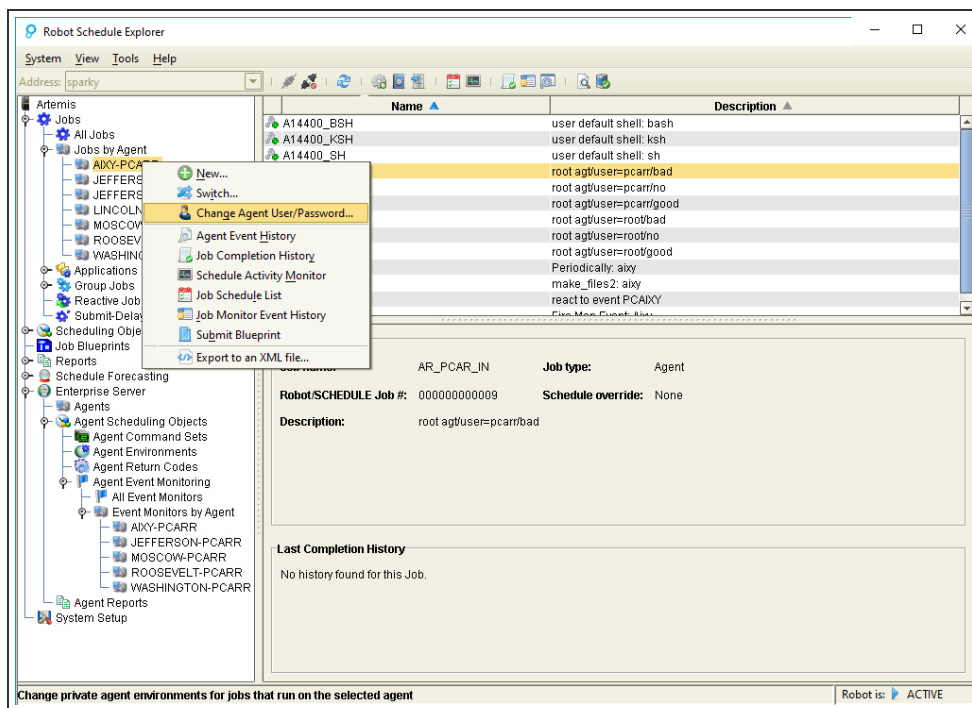 Robot Schedule Explorer
System View Tools Help
Address: sparky
Artemis
Jobs
All Jobs
Jobs by Agent
AIXY-PCARR
JEFFERS
JEFFERS
LINCOLN
MOSCOW
ROOSEV
WASHING
Applications
Group Jobs
Reactive Job
Submit-Delay
Scheduling Obje
Job Blueprints
Reports
Schedule Forecasting
Enterprise Server
Agents
Agent Scheduling Objects
Agent Command Sets
Agent Environments
Agent Return Codes
Agent Event Monitoring
All Event Monitors
Event Monitors by Agent
AIXY-PCARR
JEFFERSON-PCARR
MOSCOW-PCARR
ROOSEVELT-PCARR
WASHINGTON-PCARR
Agent Reports
System Setup
New...
Switch...
Change Agent User/Password...
Agent Event History
Job Completion History
Schedule Activity Monitor
Job Schedule List
Job Monitor Event History
Submit Blueprint
Export to an XML file...
Name Description
A14400_BSH user default shell: bash
A14400_KSH user default shell: ksh
A14400_SH user default shell: sh
root agt/user=pcarr/bad
root agt/user=pcarr/no
root agt/user=pcarr/good
root agt/user=root/bad
root agt/user=root/no
root agt/user=root/good
Periodically: aixy
make_files2: aixy
react to event PCAIXY
Job name: AR_PCAR_IN Job type: Agent
Robot/SCHEDULE Job #: 000000000009 Schedule override: None
Description: root agt/user=pcarr/bad
Last Completion History
No history found for this Job.
Change private agent environments for jobs that run on the selected agent
Robot is: ACTIVE